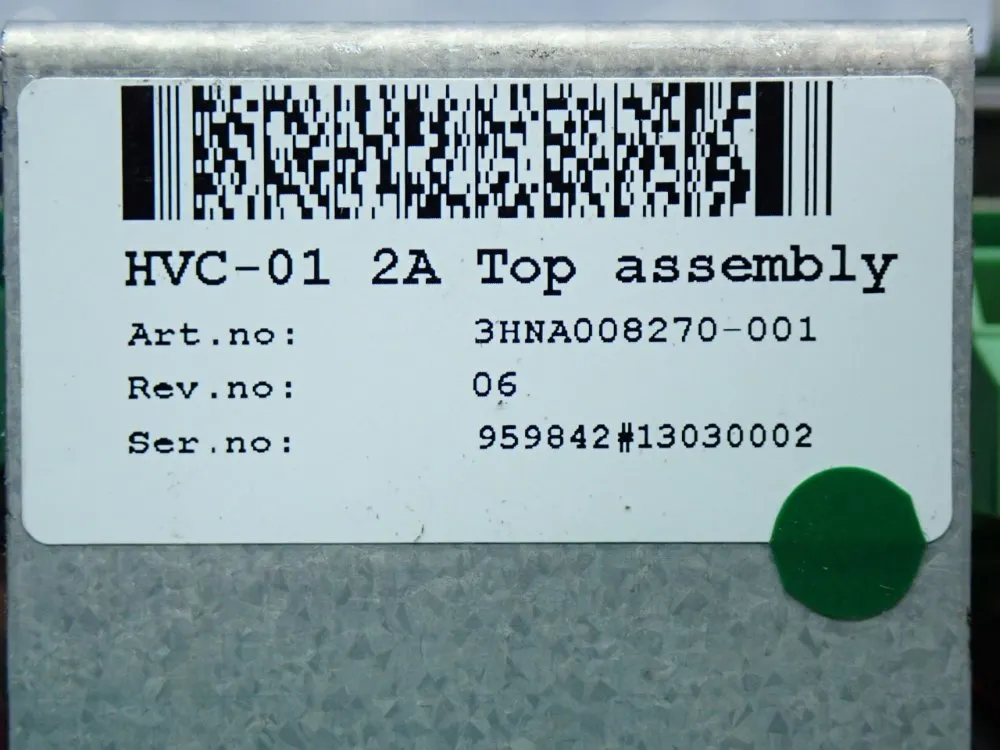 HVC-01 2A Top assembly
Art.no: 3HNA008270-001
Rev.no: 06
Ser.no: 959842#13030002